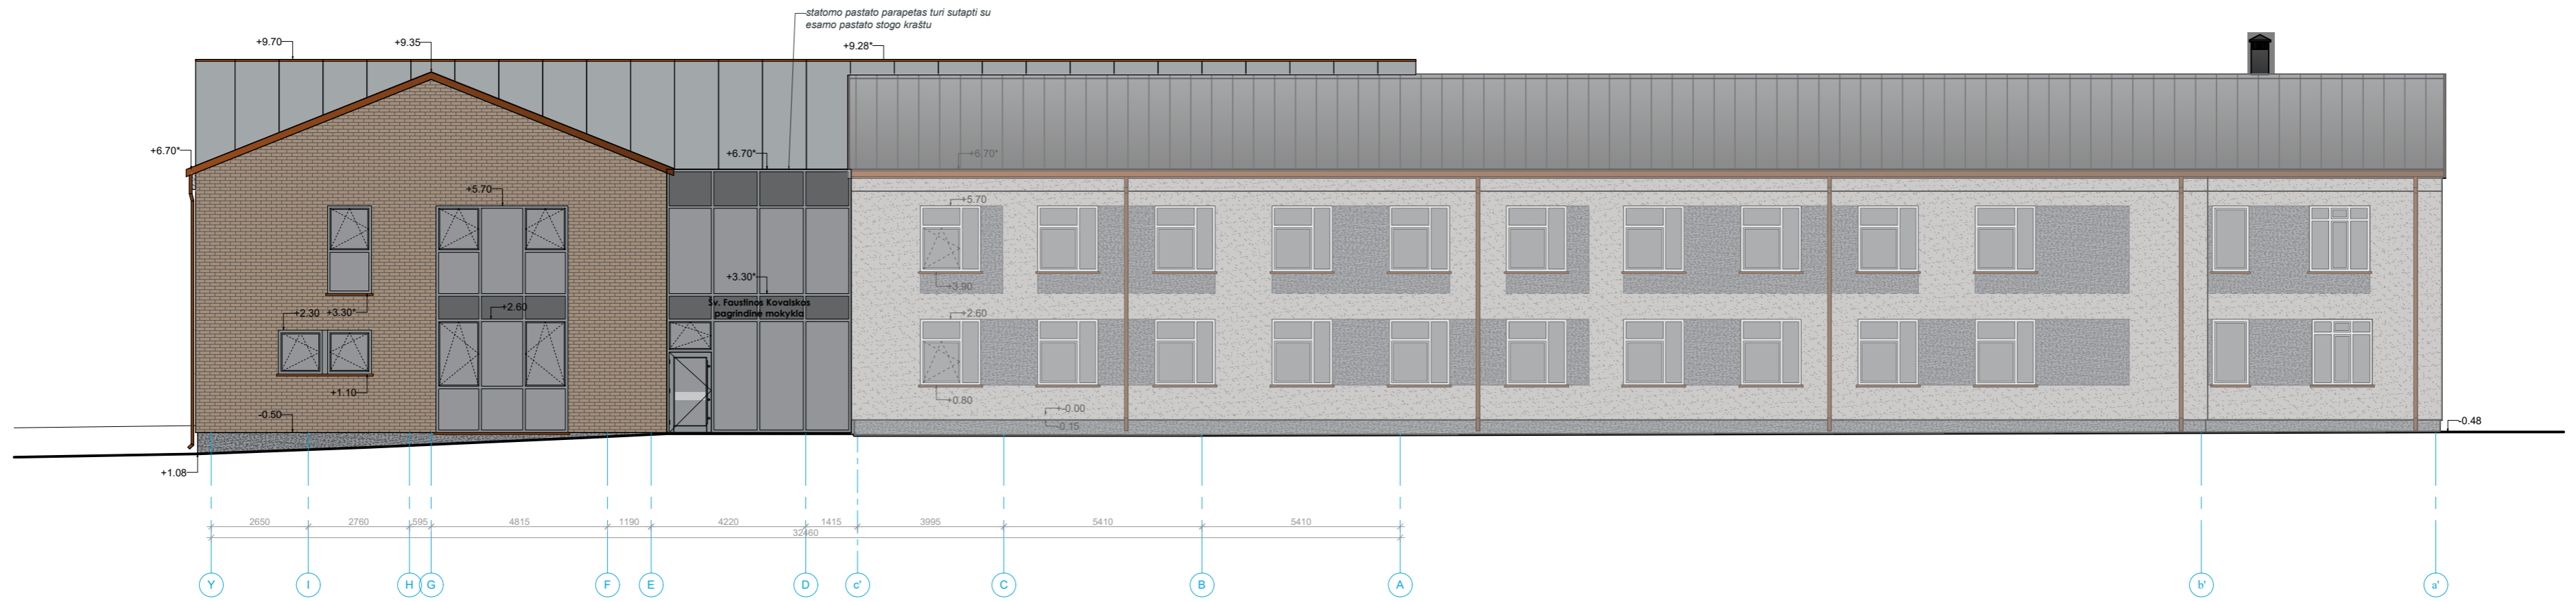 statomo pastato parapetas turi sutapti su
esamo pastato stogo kraštu
+9.70
+9.35
+9.28*
+6.70*
+6.70*
+6.70*
+5.70
+5.70
+3.30*
+3.90
Šv. Faustinos Kovalskos
pagrindinė mokykla
+2.30
+3.30*
+2.60
+2.60
+1.10
+0.80
-0.50
+-0.00
-0.15
-0.48
+1.08
2650
2760
595
4815
1190
4220
1415
3995
5410
5410
32460
Y
I
H
G
F
E
D
c'
C
B
A
b'
a'